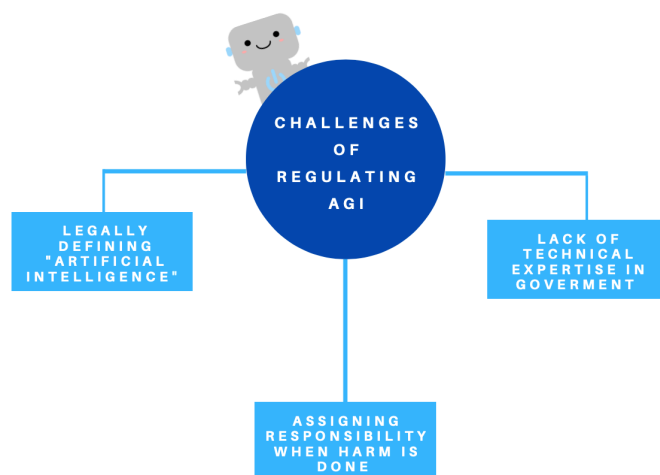 CHALLENGES
OF
REGULATING
AGI
LEGALLY
DEFINING
"ARTIFICIAL
INTELLIGENCE"
LACK OF
TECHNICAL
EXPERTISE IN
GOVERMENT
ASSIGNING
RESPONSIBILITY
WHEN HARM IS
DONE